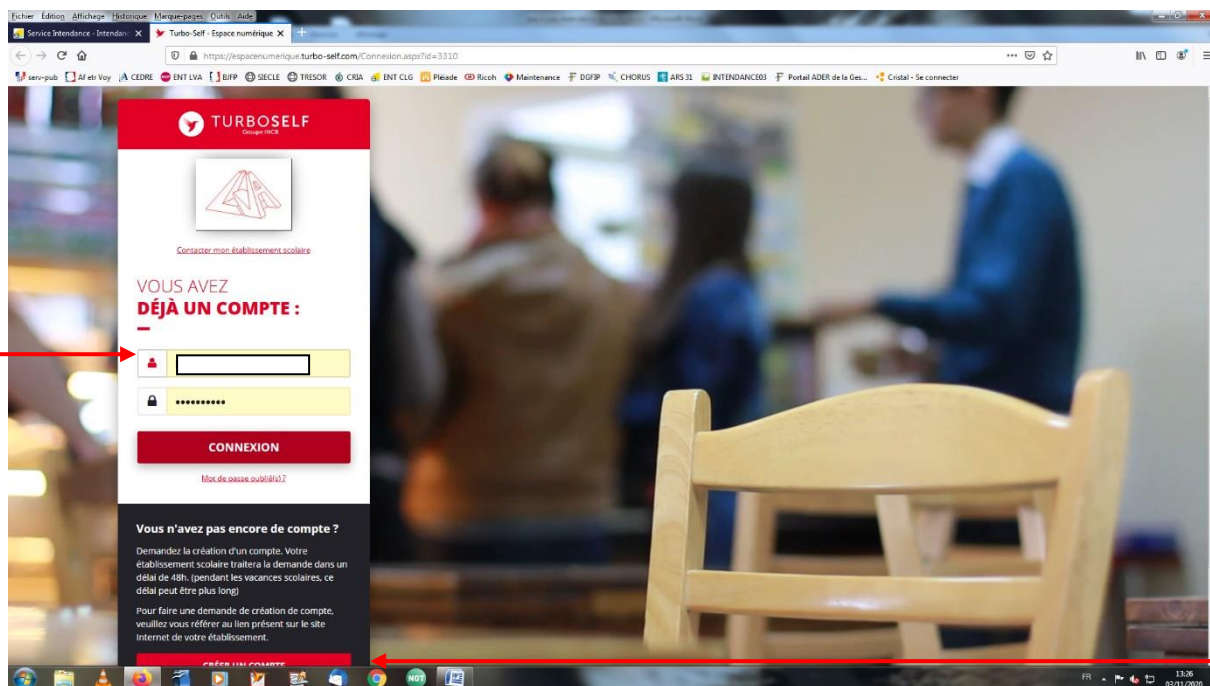 Fichier Édition Affichage Historique Marque-pages Outils Aide
Service Intendance - Intendanc X Turbo-Self - Espace numérique X +
https://espacenumerique.turbo-self.com/Connexion.aspx?id=3310
serv-pub Af etr Voy CEDRE ENT LVA BIFP SIECLE TRESOR CRIA ENT CLG Pléiade Ricoh Maintenance DGFIP CHORUS ARS 31 INTENDANCE03 Portail ADER de la Ges... Cristal - Se connecter
TURBOSELF
Groupe INCB
Contacter mon établissement scolaire
VOUS AVEZ
DÉJÀ UN COMPTE :
••••••••••
CONNEXION
Mot de passe oublié(s) ?
Vous n'avez pas encore de compte ?
Demandez la création d'un compte. Votre
établissement scolaire traitera la demande dans un
délai de 48h. (pendant les vacances scolaires, ce
délai peut être plus long)
Pour faire une demande de création de compte,
veuillez vous référer au lien présent sur le site
Internet de votre établissement.
CRÉER UN COMPTE
NOT
FR
13:26
03/11/2020